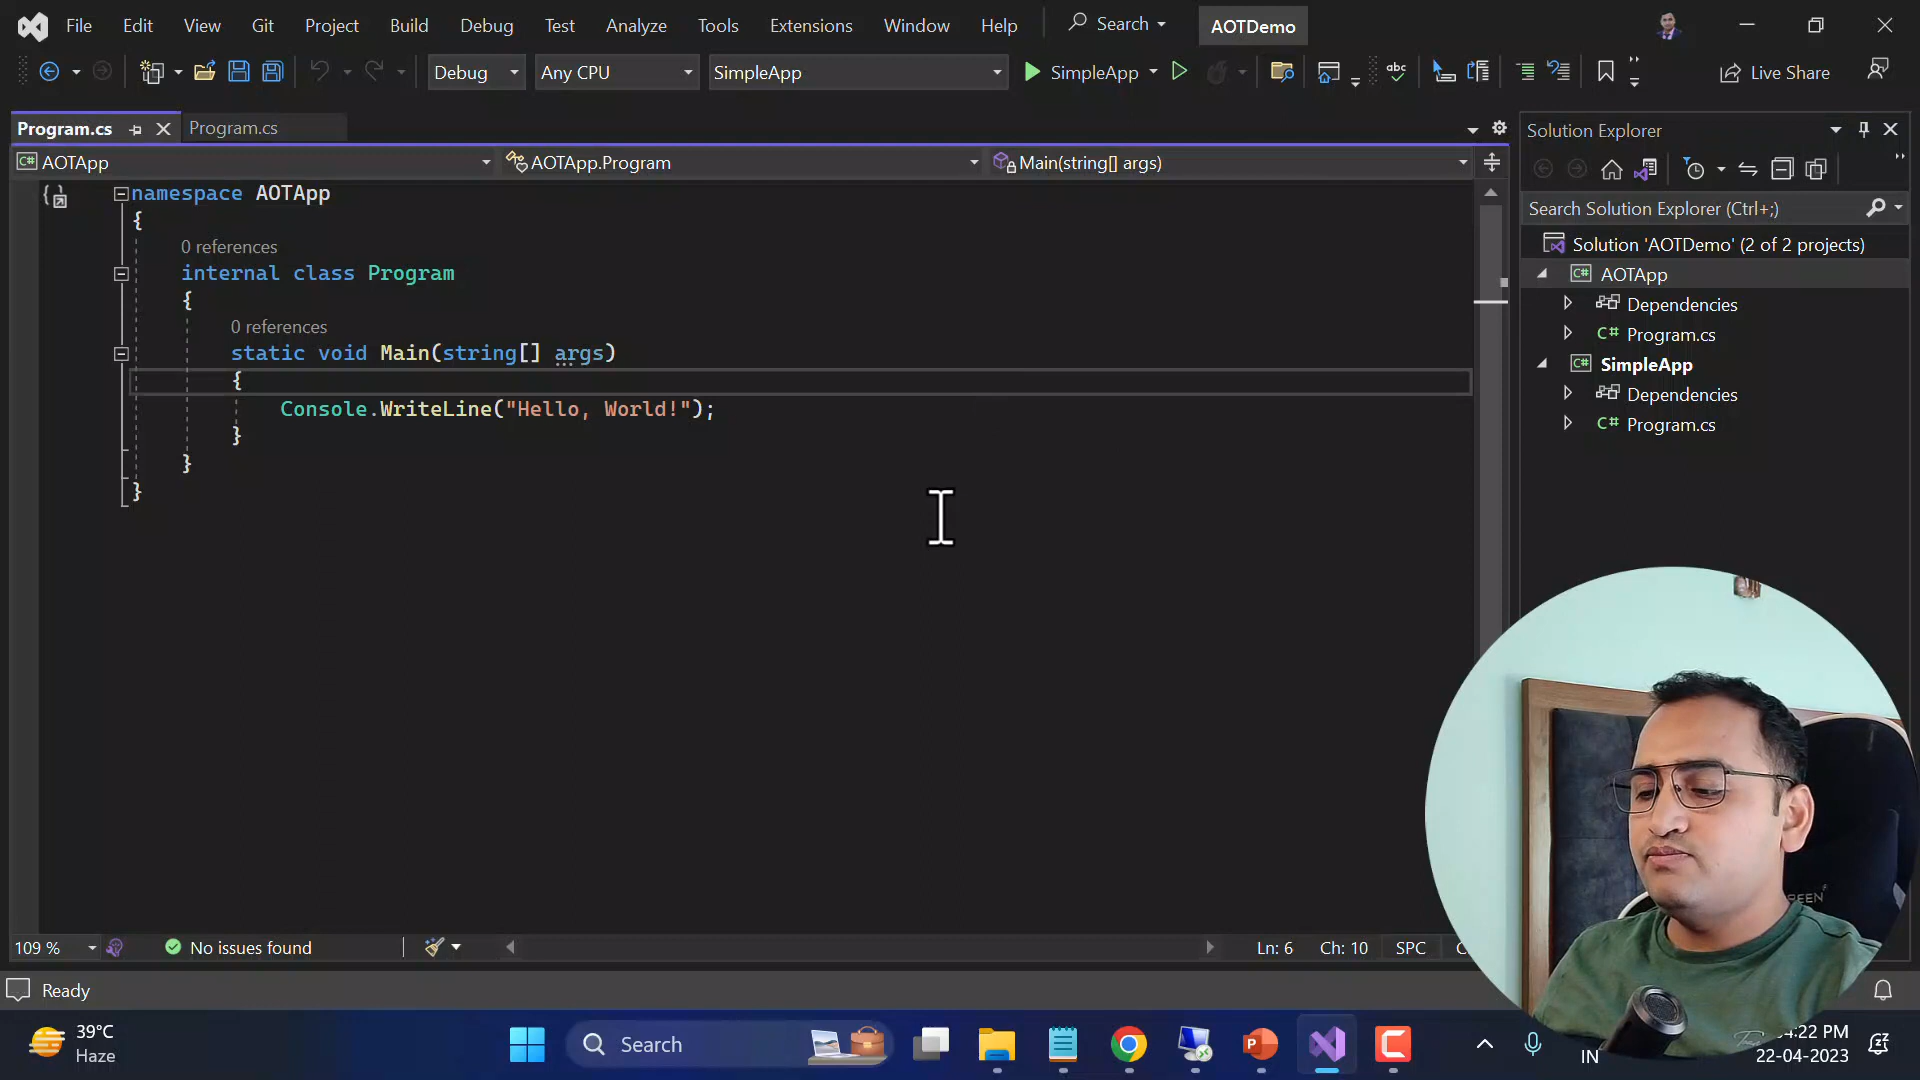 File Edit View Git Project Build Debug Test Analyze Tools Extensions Window Help Search AOTDemo
Debug Any CPU SimpleApp SimpleApp Live Share
Program.cs Program.cs
AOTApp AOTApp.Program Main(string[] args)
namespace AOTApp
{
0 references
internal class Program
{
0 references
static void Main(string[] args)
{
Console.WriteLine("Hello, World!");
}
}
}
Solution Explorer
Search Solution Explorer (Ctrl+;)
Solution 'AOTDemo' (2 of 2 projects)
AOTApp
Dependencies
C# Program.cs
SimpleApp
Dependencies
C# Program.cs
109 % No issues found Ln: 6 Ch: 10 SPC
Ready
39°C
Haze
Search
IN
:22 PM
22-04-2023